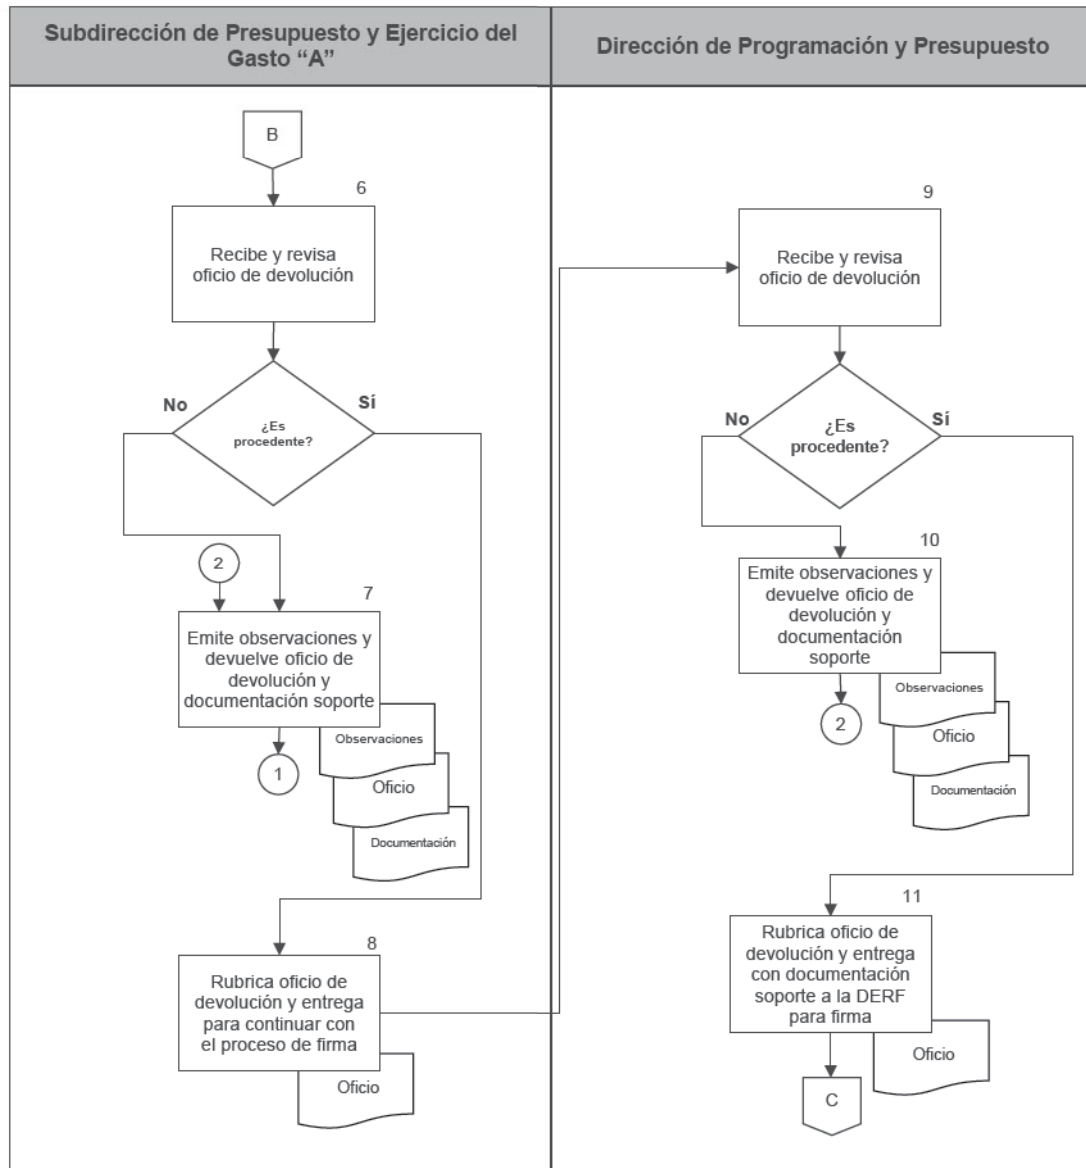 Subdirección de Presupuesto y Ejercicio del
Gasto “A”
Dirección de Programación y Presupuesto
B
6
Recibe y revisa
oficio de devolución
No
Sí
¿Es
procedente?
2
7
Emite observaciones y
devuelve oficio de
devolución y
documentación soporte
Observaciones
1
Oficio
Documentación
8
Rubrica oficio de
devolución y entrega
para continuar con
el proceso de firma
Oficio
9
Recibe y revisa
oficio de devolución
No
Sí
¿Es
procedente?
10
Emite observaciones y
devuelve oficio de
devolución y
documentación
soporte
Observaciones
2
Oficio
Documentación
11
Rubrica oficio de
devolución y entrega
con documentación
soporte a la DERF
para firma
Oficio
C